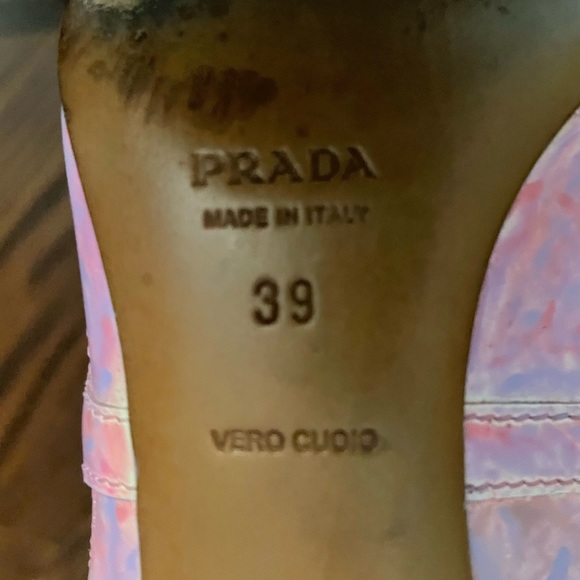 PRADA
MADE IN ITALY
39
VERO CUOIO